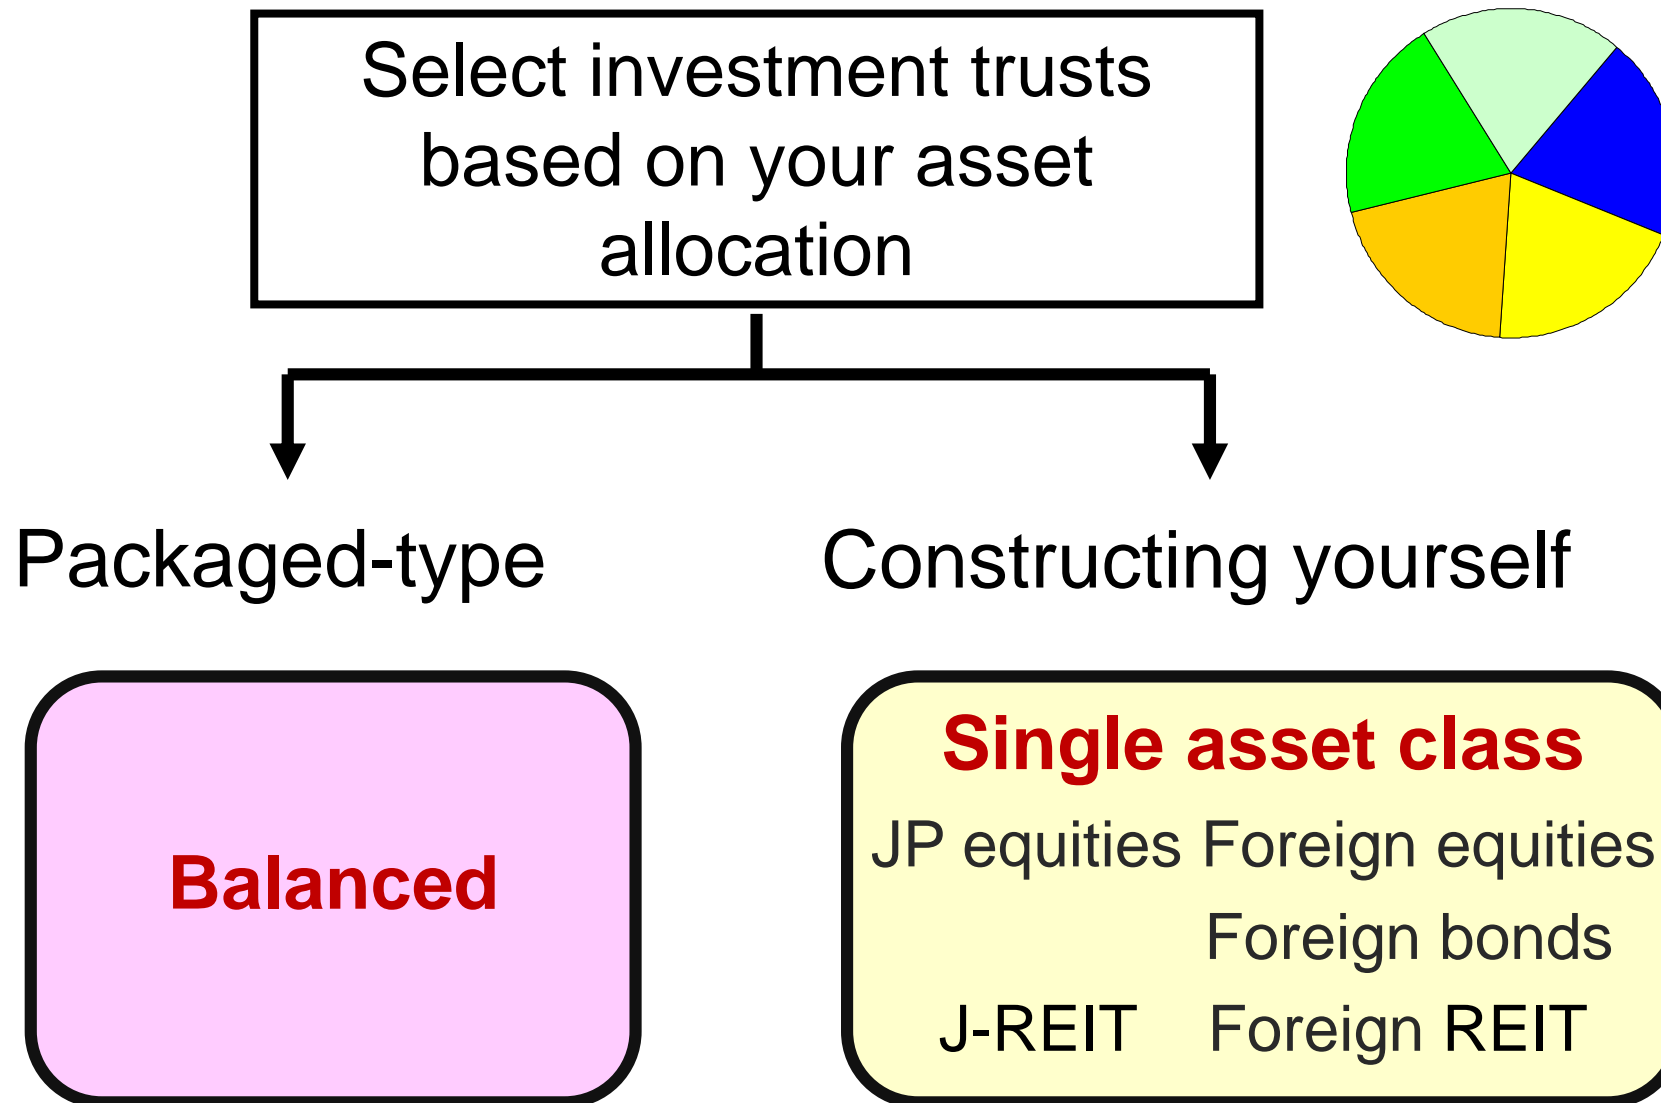 Select investment trusts
based on your asset
allocation
Packaged-type
Constructing yourself
Balanced
Single asset class
JP equities Foreign equities
Foreign bonds
J-REIT Foreign REIT